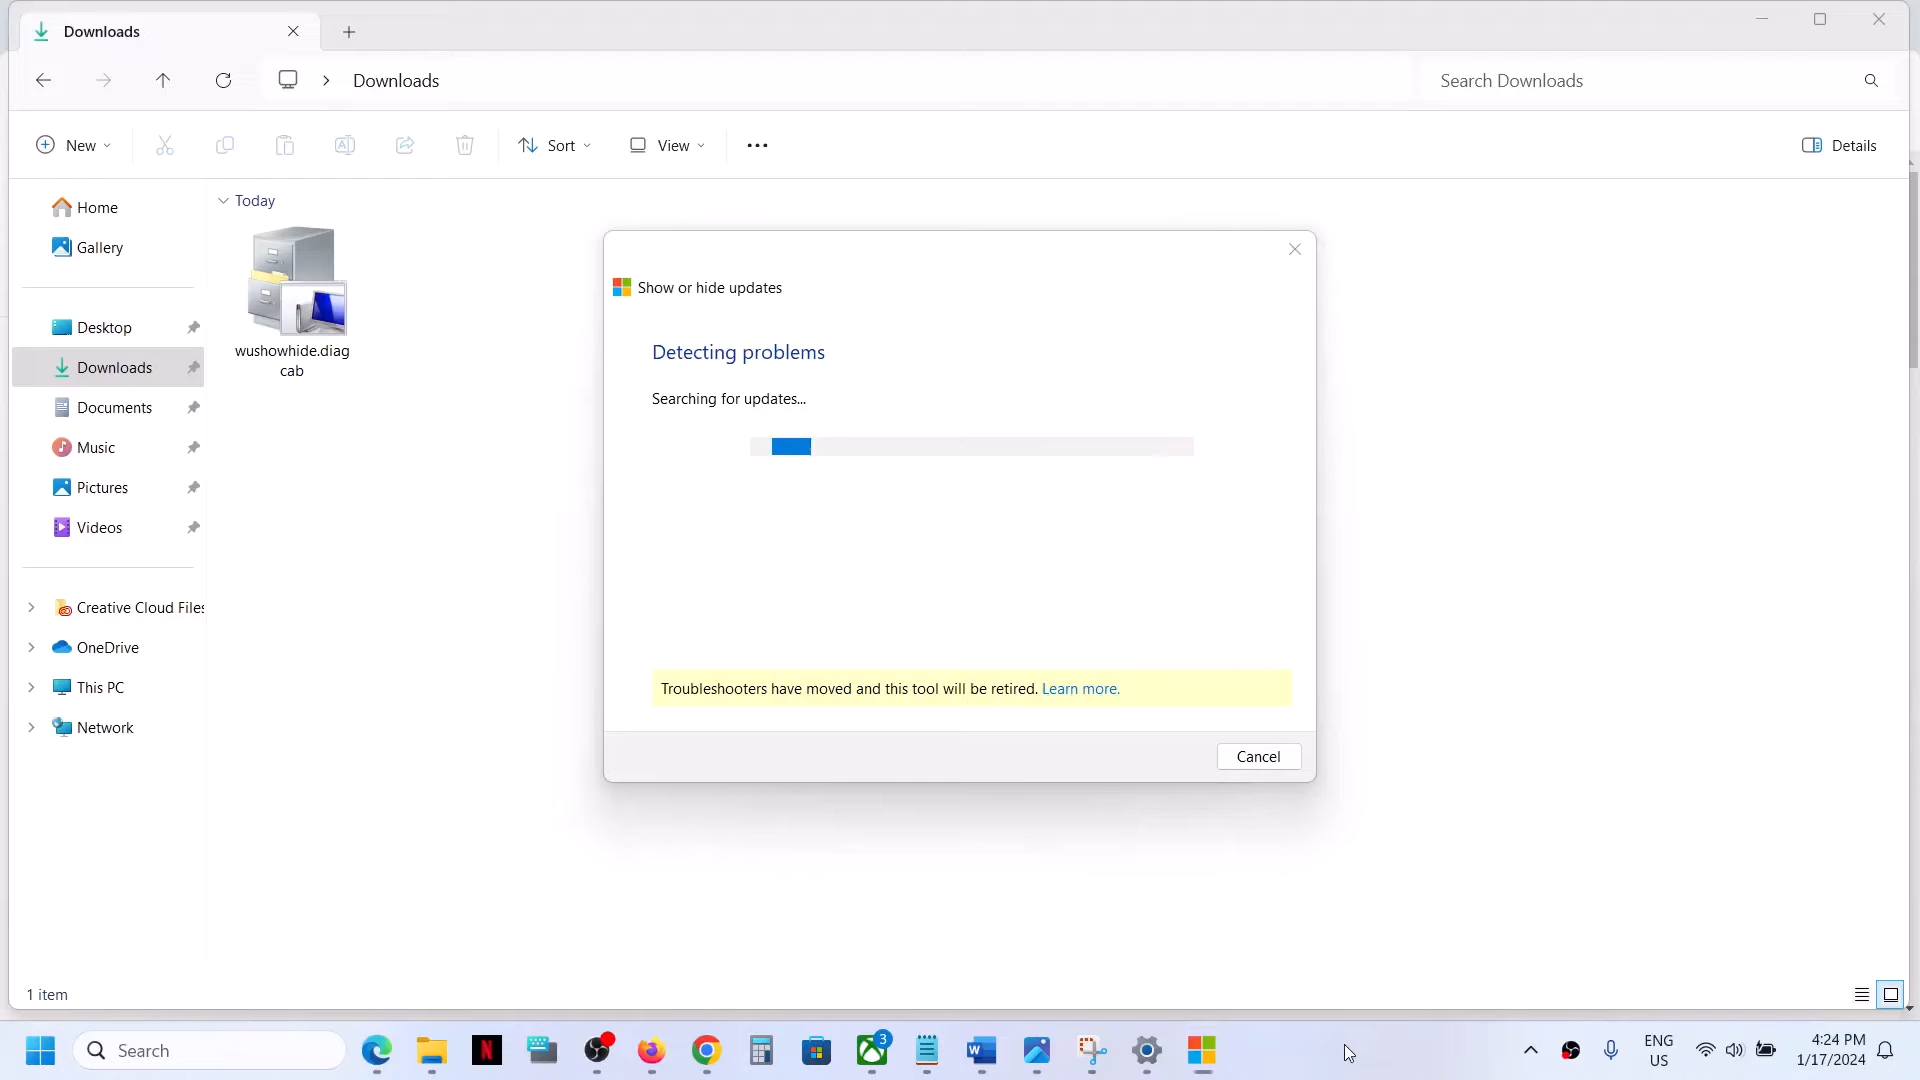 Downloads
Downloads
Search Downloads
New
Sort
View
Details
Home
Gallery
Desktop
Downloads
Documents
Music
Pictures
Videos
Creative Cloud Files
OneDrive
This PC
Network
Today
wushowhide.diag
cab
Show or hide updates
Detecting problems
Searching for updates...
Troubleshooters have moved and this tool will be retired. Learn more.
Cancel
1 item
Search
3
ENG
US
4:24 PM
1/17/2024